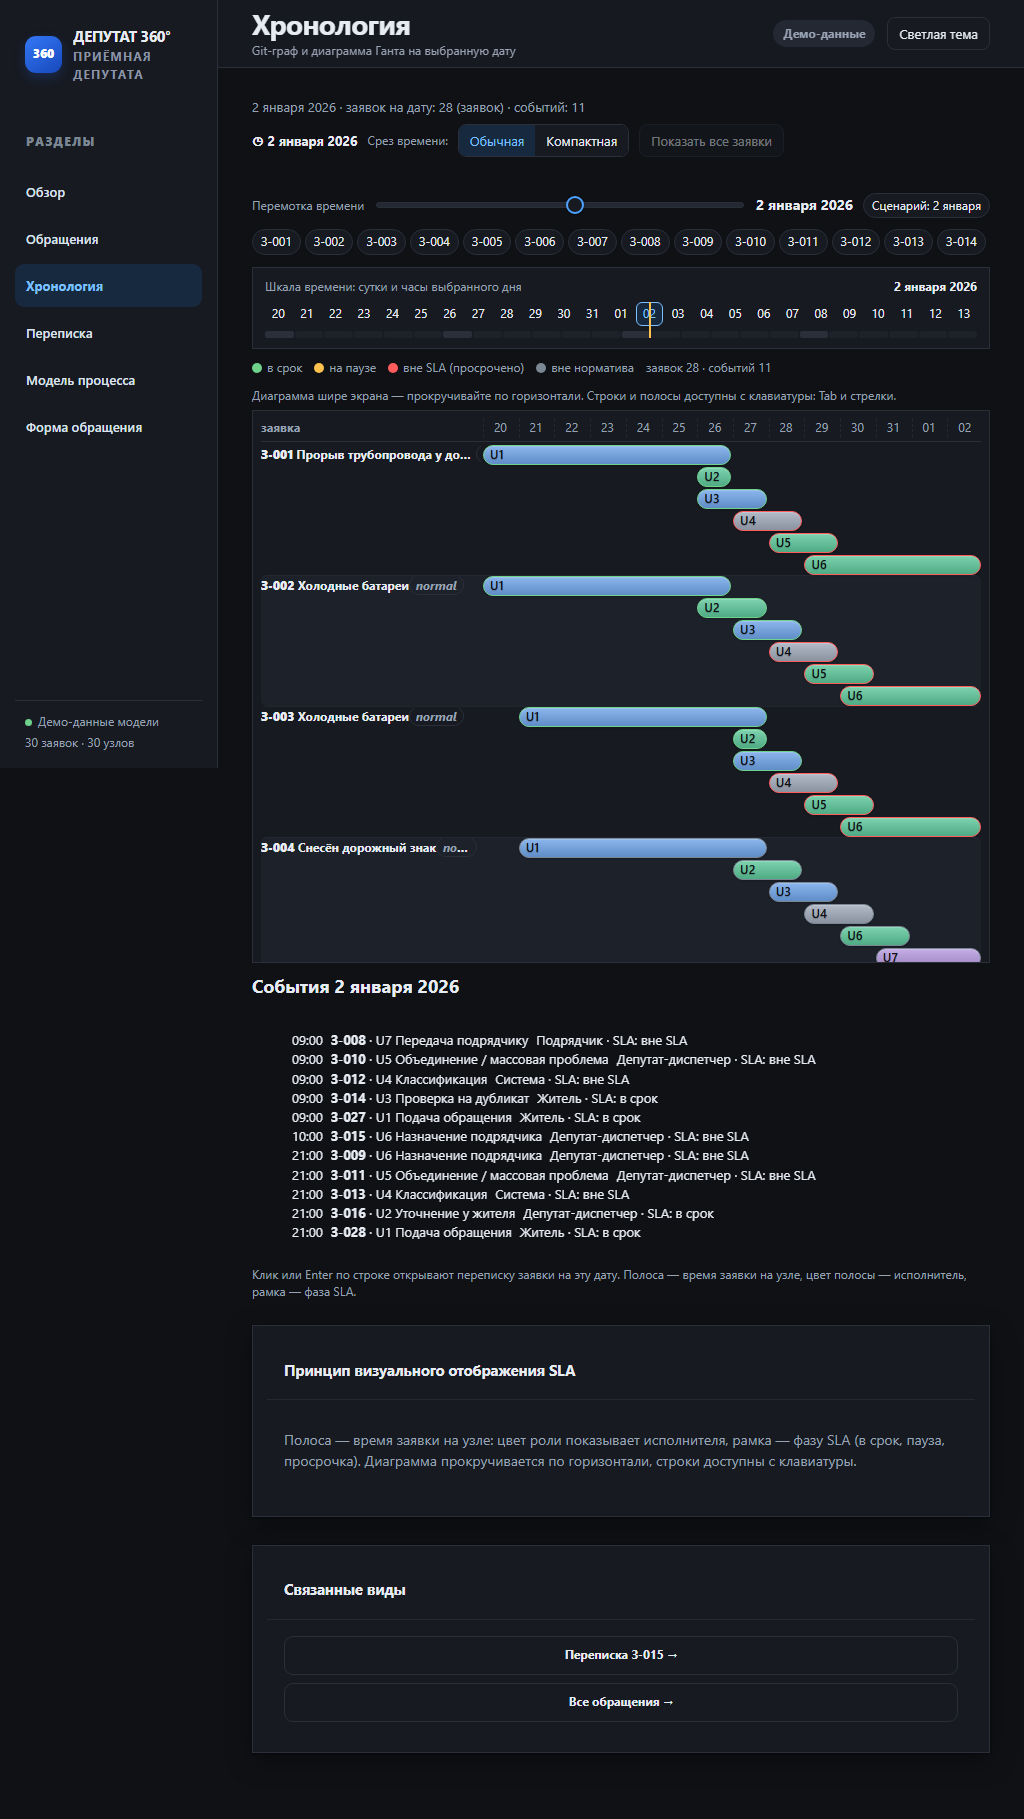 360
ДЕПУТАТ 360°
ПРИЁМНАЯ
ДЕПУТАТА
РАЗДЕЛЫ
Обзор
Обращения
Хронология
Переписка
Модель процесса
Форма обращения
Демо-данные модели
30 заявок · 30 узлов
Хронология
Git-граф и диаграмма Ганта на выбранную дату
Демо-данные
Светлая тема
2 января 2026 · заявок на дату: 28 (заявок) · событий: 11
◷ 2 января 2026 Срез времени: Обычная Компактная Показать все заявки
Перемотка времени 2 января 2026 Сценарий: 2 января
З-001 З-002 З-003 З-004 З-005 З-006 З-007 З-008 З-009 З-010 З-011 З-012 З-013 З-014
Шкала времени: сутки и часы выбранного дня 2 января 2026
20 21 22 23 24 25 26 27 28 29 30 31 01 02 03 04 05 06 07 08 09 10 11 12 13
в срок на паузе вне SLA (просрочено) вне норматива заявок 28 · событий 11
Диаграмма шире экрана — прокручивайте по горизонтали. Строки и полосы доступны с клавиатуры: Tab и стрелки.
заявка 20 21 22 23 24 25 26 27 28 29 30 31 01 02
З-001 Прорыв трубопровода у до... U1
U2
U3
U4
U5
U6
З-002 Холодные батареи normal U1
U2
U3
U4
U5
U6
З-003 Холодные батареи normal U1
U2
U3
U4
U5
U6
З-004 Снесён дорожный знак no... U1
U2
U3
U4
U6
U7
События 2 января 2026
09:00 З-008 · U7 Передача подрядчику Подрядчик · SLA: вне SLA
09:00 З-010 · U5 Объединение / массовая проблема Депутат-диспетчер · SLA: вне SLA
09:00 З-012 · U4 Классификация Система · SLA: вне SLA
09:00 З-014 · U3 Проверка на дубликат Житель · SLA: в срок
09:00 З-027 · U1 Подача обращения Житель · SLA: в срок
10:00 З-015 · U6 Назначение подрядчика Депутат-диспетчер · SLA: вне SLA
21:00 З-009 · U6 Назначение подрядчика Депутат-диспетчер · SLA: вне SLA
21:00 З-011 · U5 Объединение / массовая проблема Депутат-диспетчер · SLA: вне SLA
21:00 З-013 · U4 Классификация Система · SLA: вне SLA
21:00 З-016 · U2 Уточнение у жителя Депутат-диспетчер · SLA: в срок
21:00 З-028 · U1 Подача обращения Житель · SLA: в срок
Клик или Enter по строке открывают переписку заявки на эту дату. Полоса — время заявки на узле, цвет полосы — исполнитель,
рамка — фаза SLA.
Принцип визуального отображения SLA
Полоса — время заявки на узле: цвет роли показывает исполнителя, рамка — фазу SLA (в срок, пауза,
просрочка). Диаграмма прокручивается по горизонтали, строки доступны с клавиатуры.
Связанные виды
Переписка З-015 →
Все обращения →